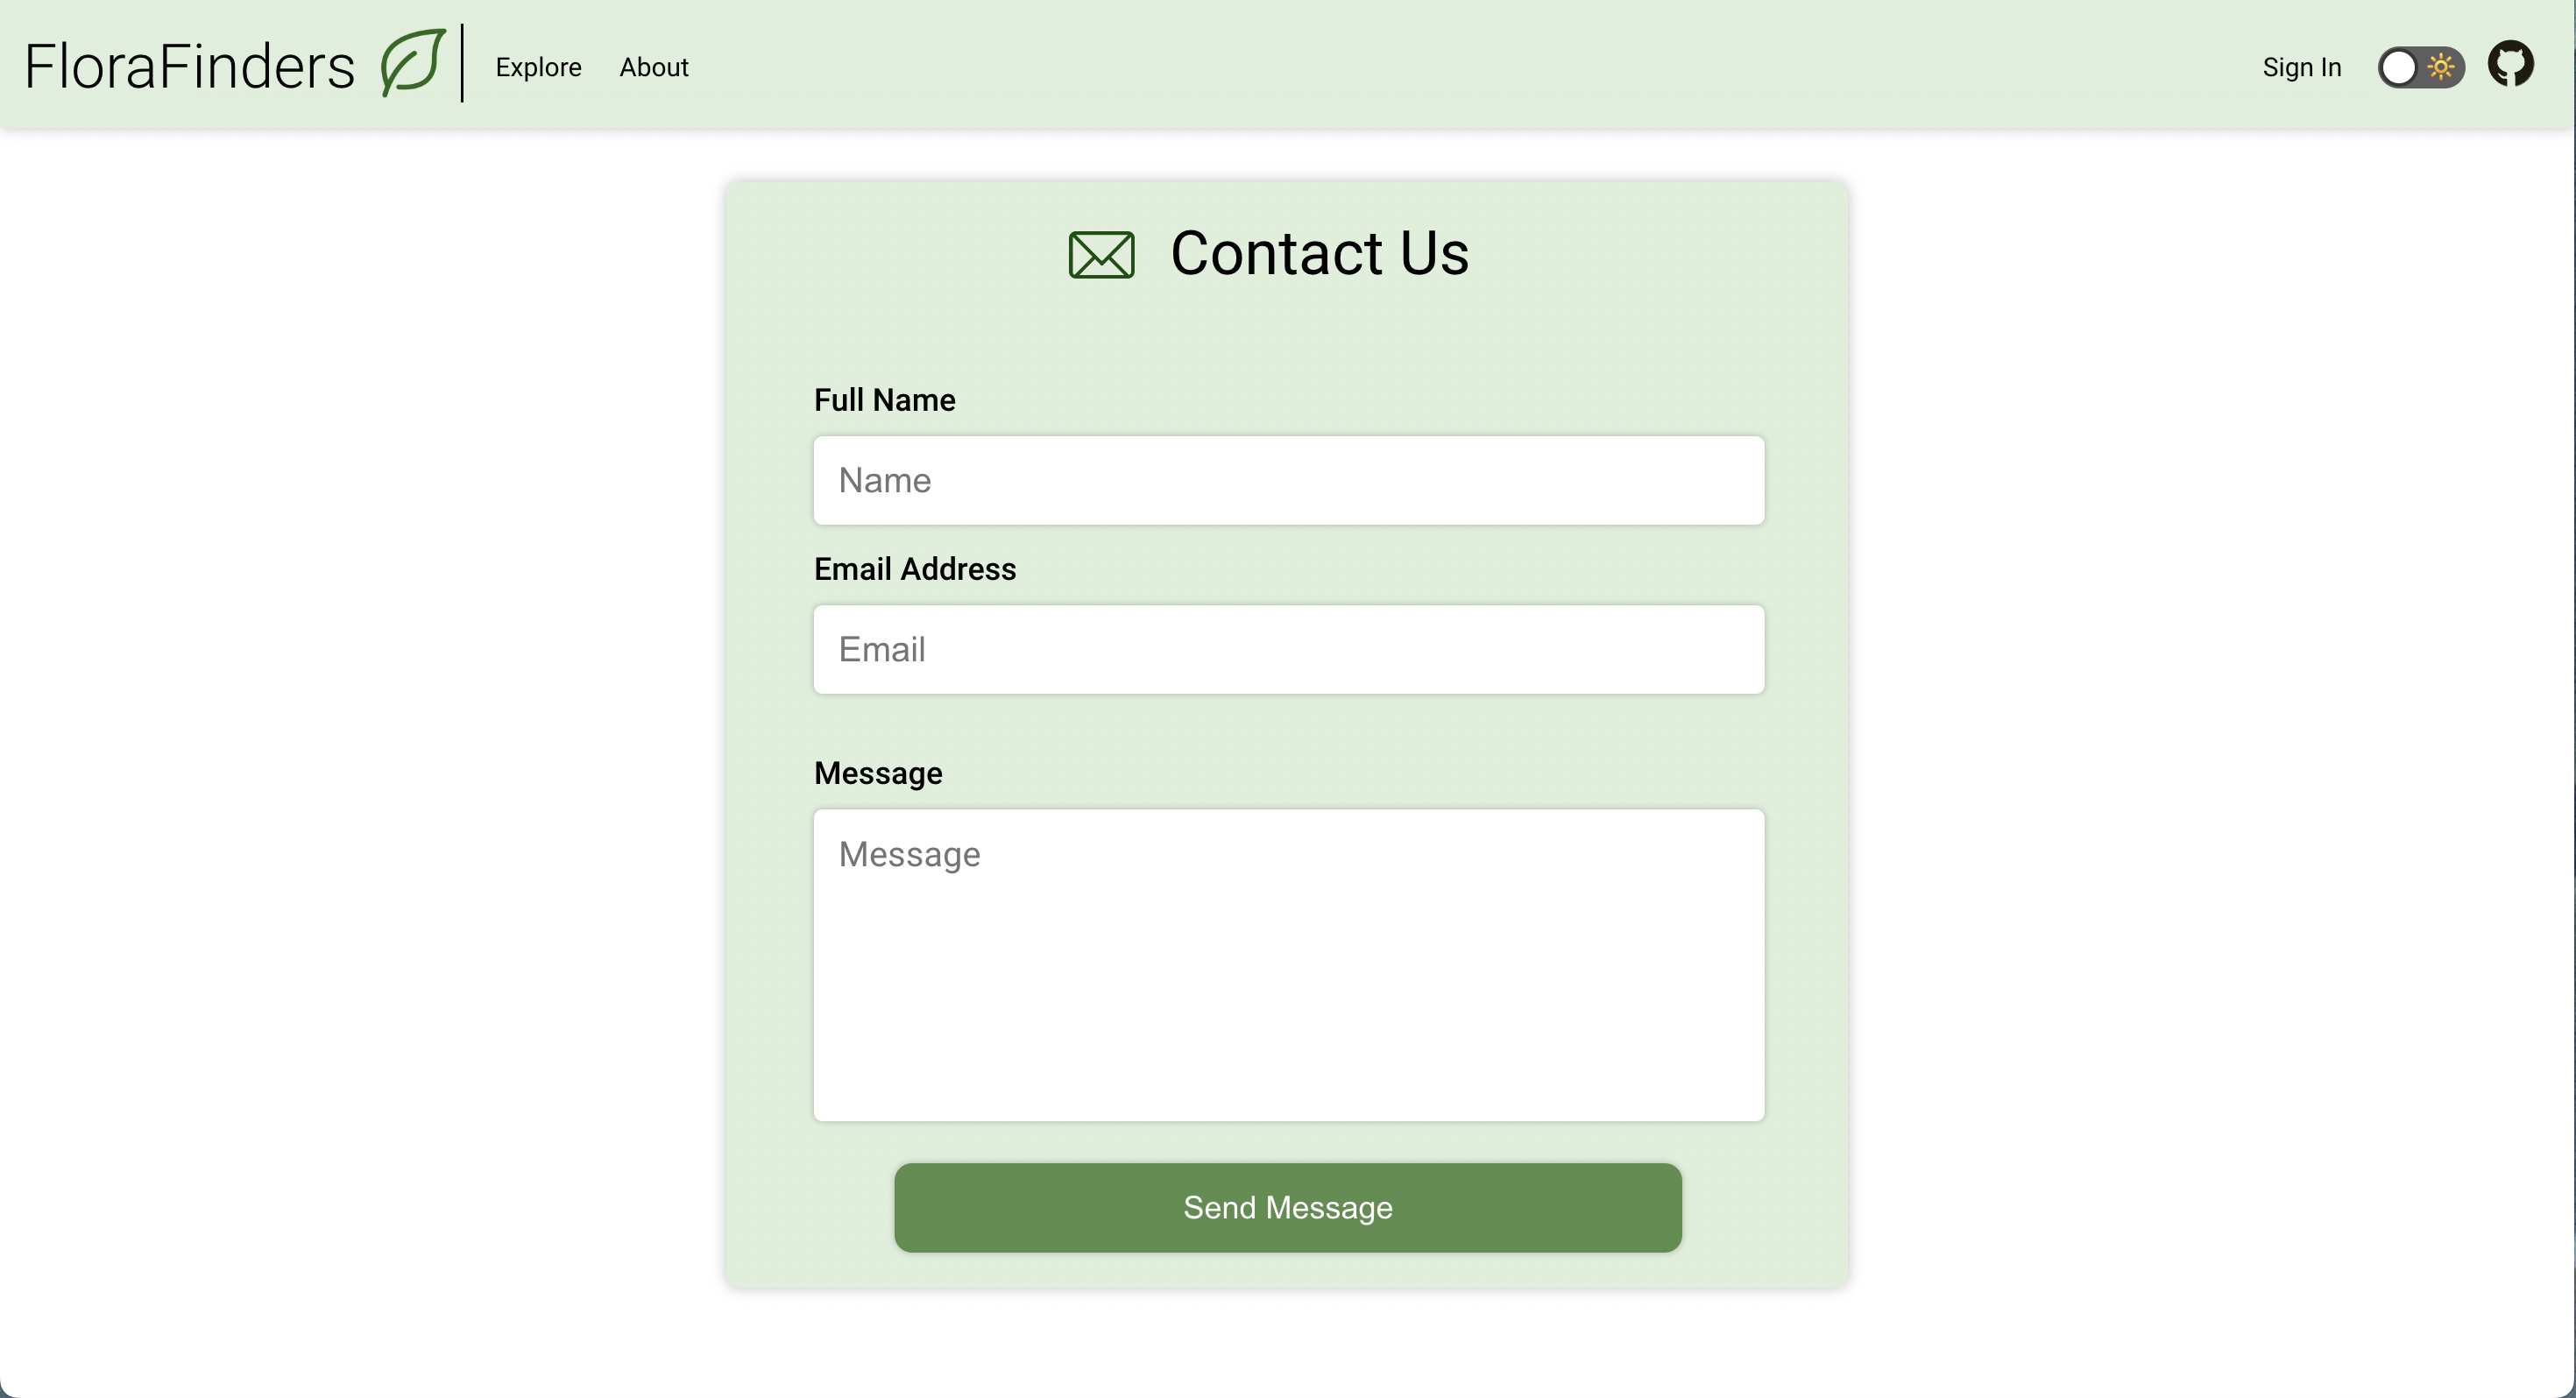 FloraFinders Explore About Sign In
Contact Us
Full Name
Name
Email Address
Email
Message
Message
Send Message